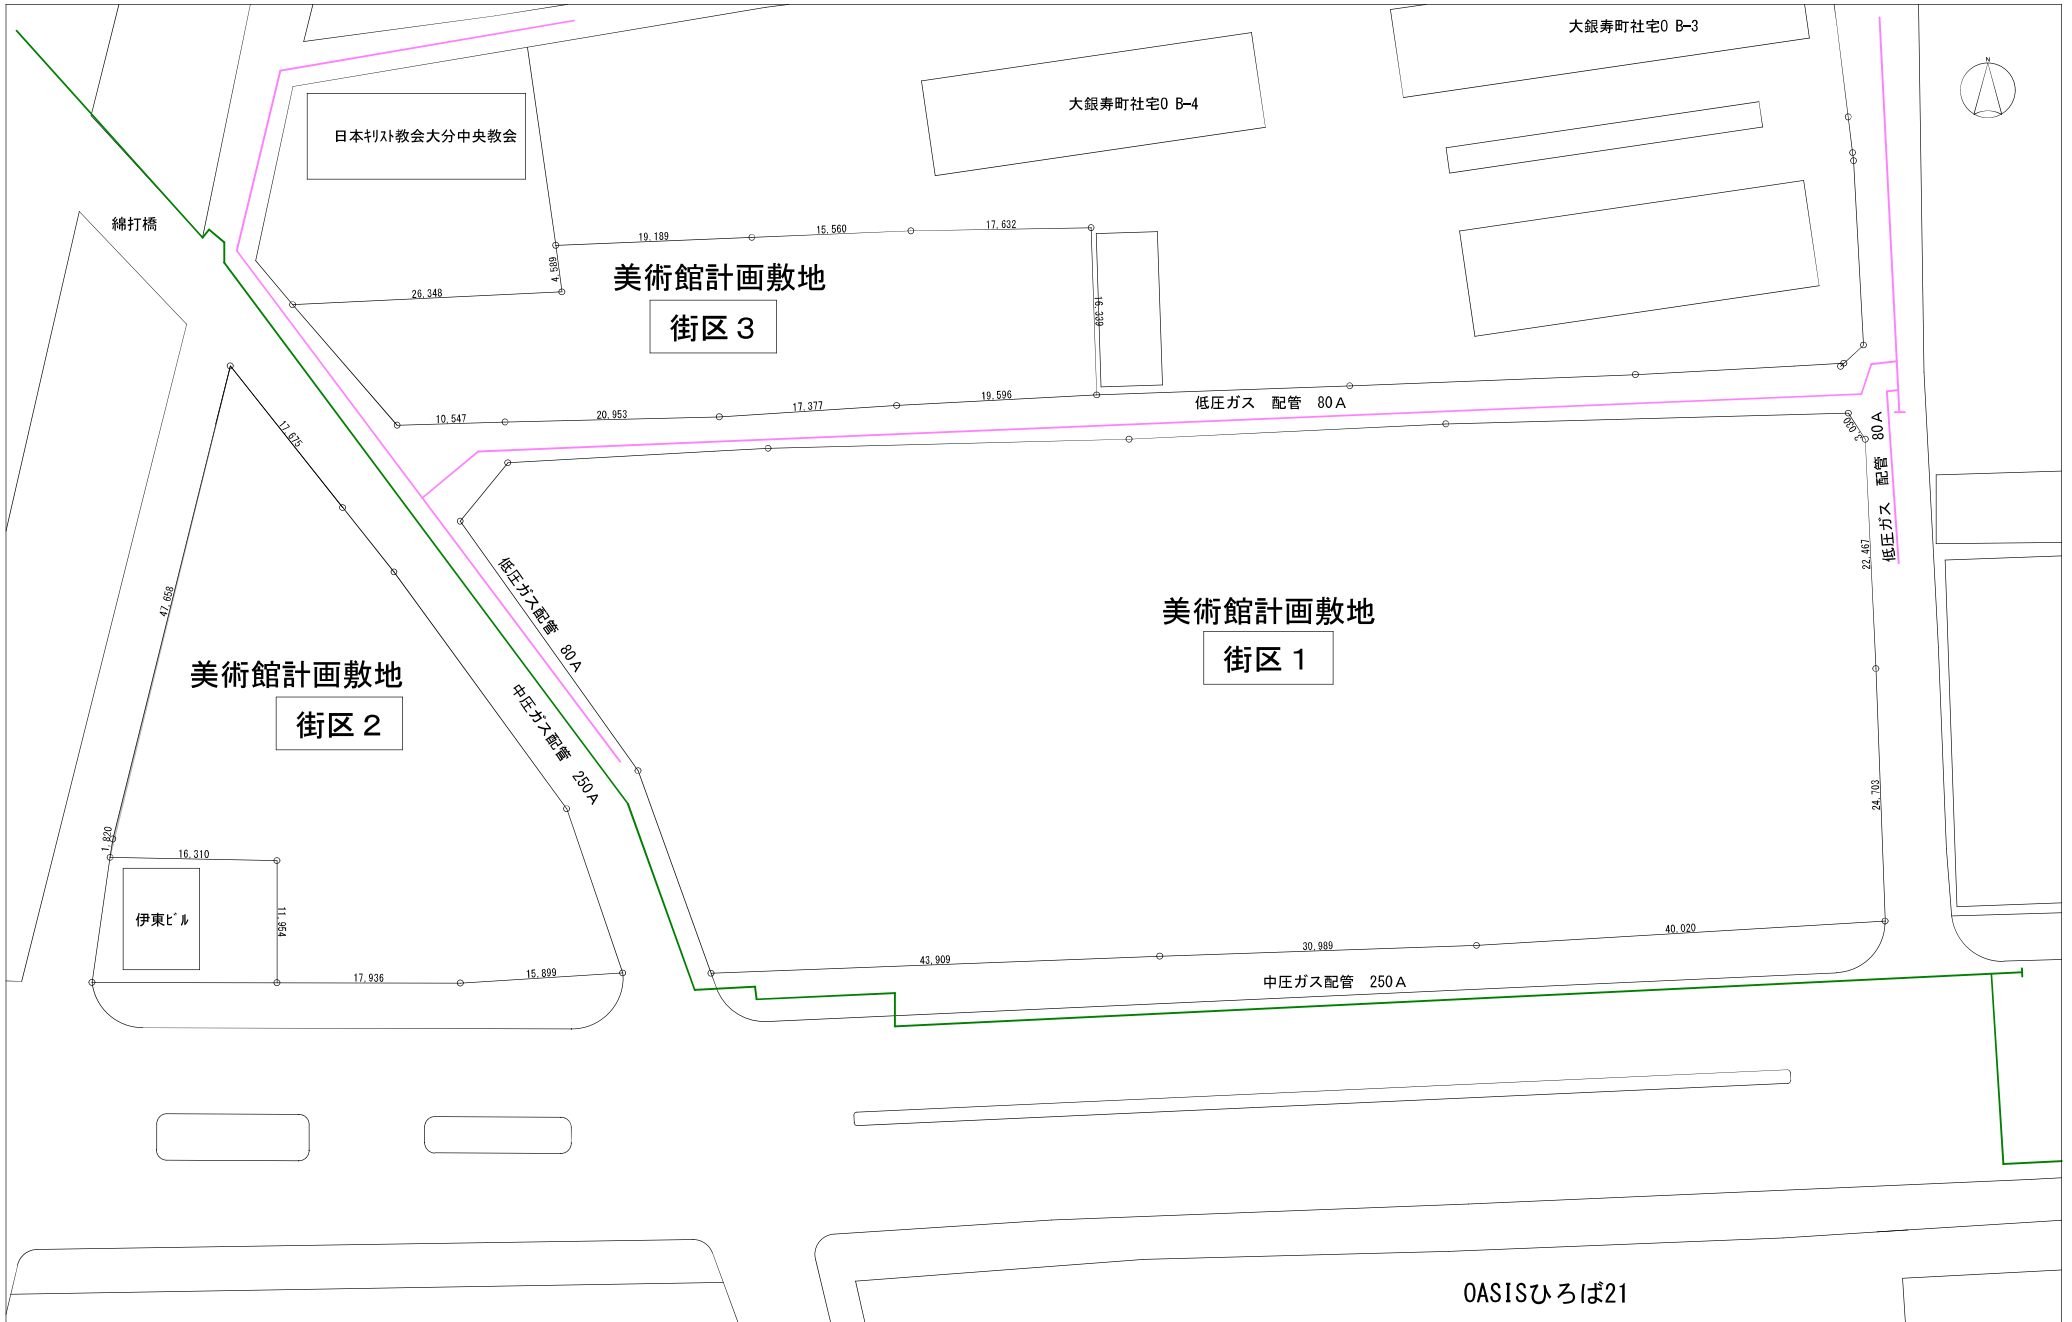 大銀寿町社宅0 B-3
N
大銀寿町社宅0 B-4
日本ｷﾘｽﾄ教会大分中央教会
綿打橋
19.189
15.560
17.632
4.589
美術館計画敷地
街区３
26.348
16.339
10.547
20.953
17.377
19.596
低圧ガス　配管　80Ａ
3.030
低圧ガス　配管　80Ａ
17.675
22.467
低圧ガス配管　80Ａ
47.658
美術館計画敷地
街区１
美術館計画敷地
街区２
中圧ガス配管　250Ａ
24.703
1.820
16.310
伊東ﾋﾞﾙ
11.954
17.936
15.899
43.909
30.989
40.020
中圧ガス配管　250Ａ
OASISひろば21